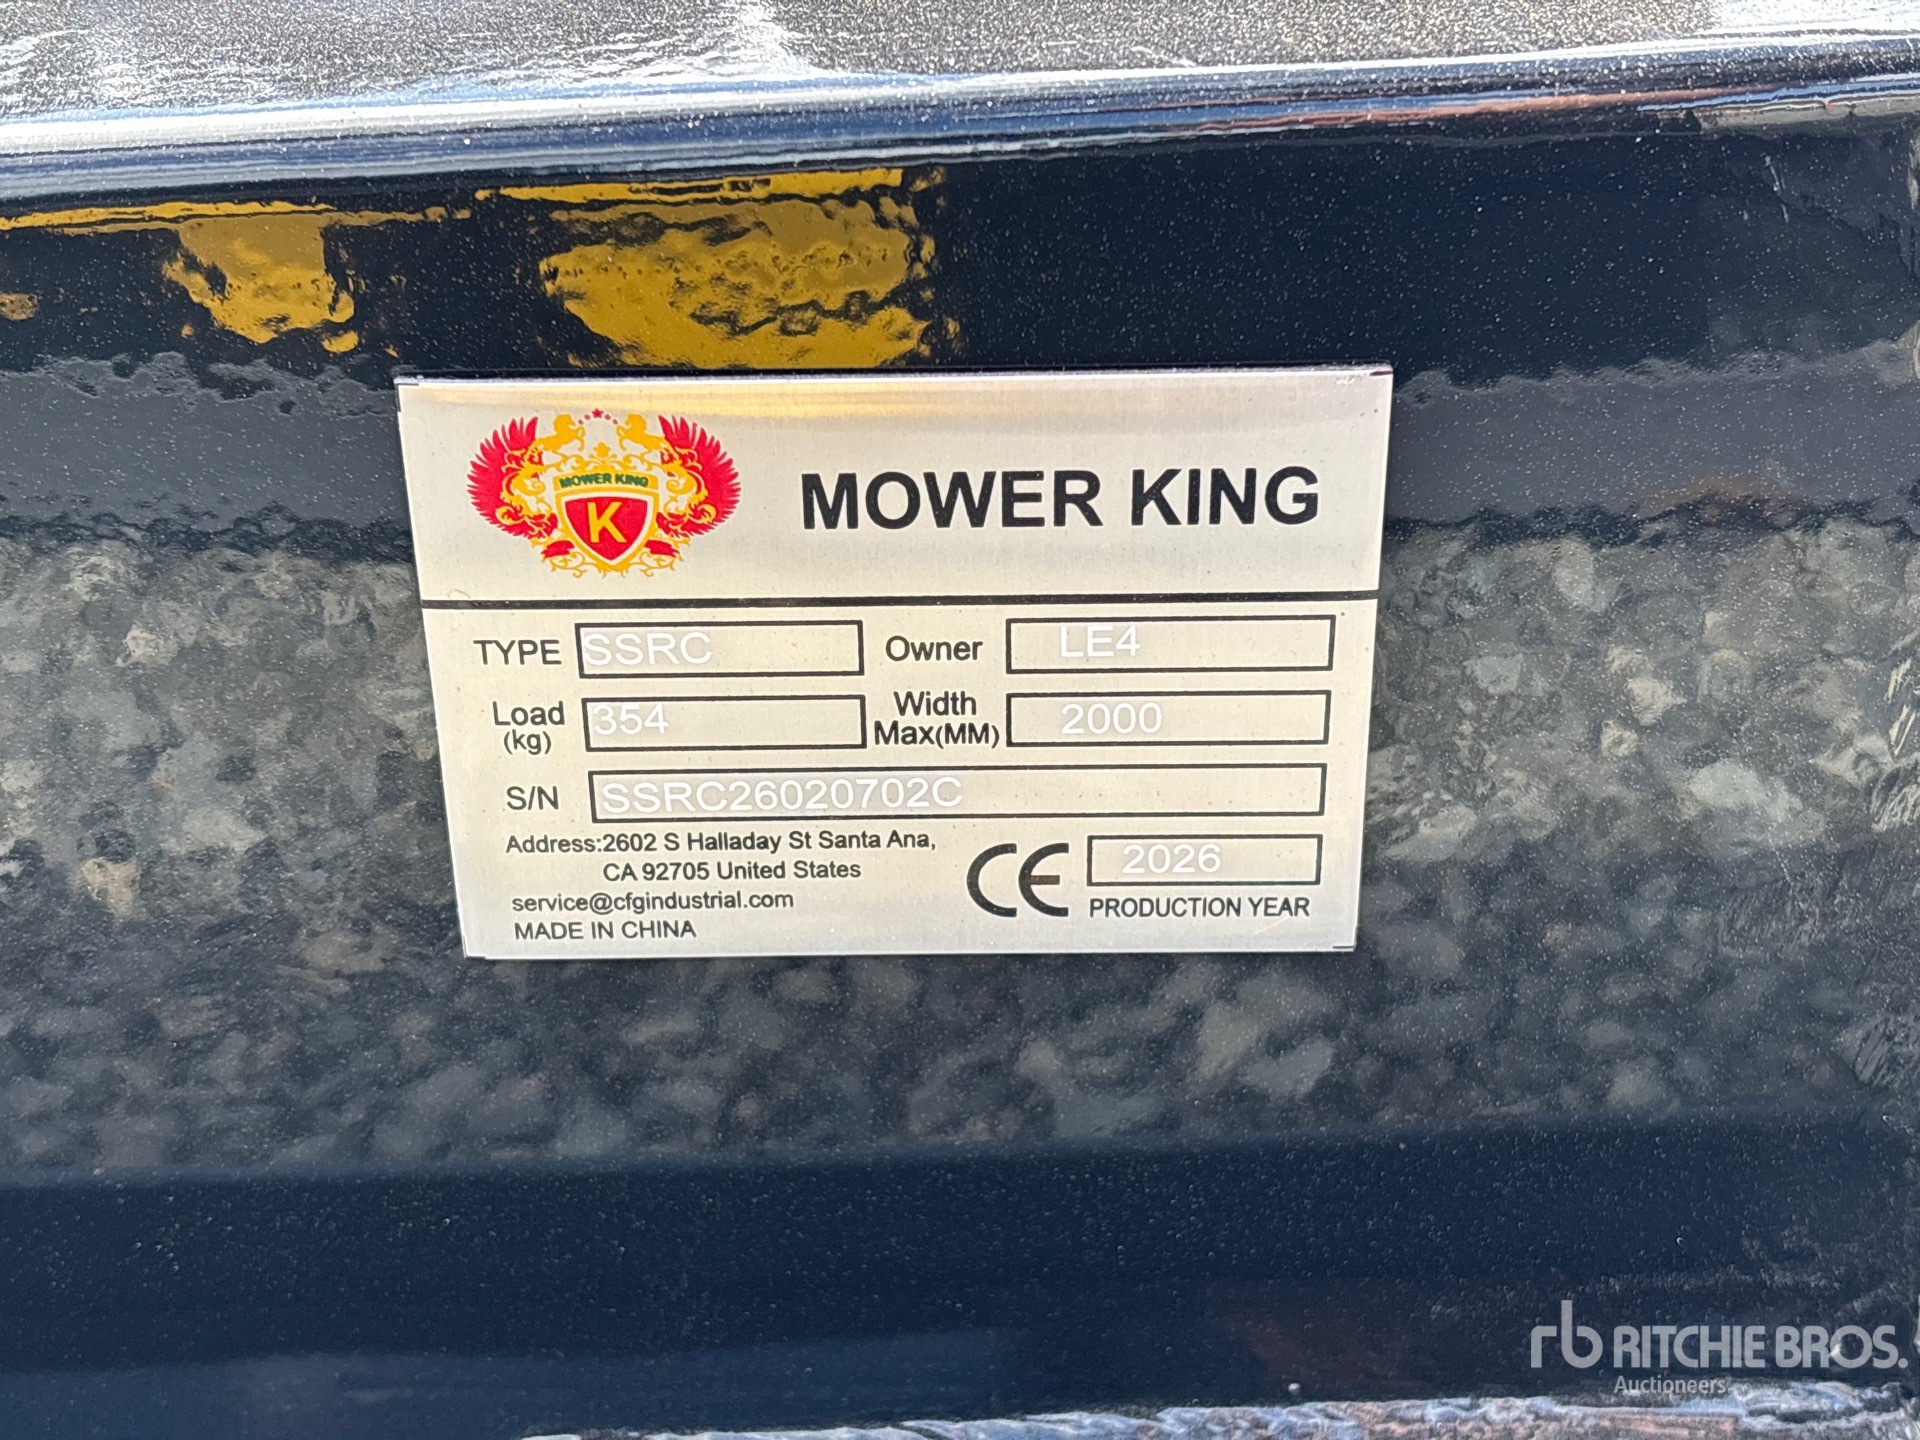 MOWER KING
K
MOWER KING
TYPE SSRC Owner LE4
Load (kg) 354 Width Max(MM) 2000
S/N SSRC26020702C
Address:2602 S Halladay St Santa Ana,
CA 92705 United States
service@cfgindustrial.com
MADE IN CHINA
CE 2026
PRODUCTION YEAR
rb RITCHIE BROS.
Auctioneers